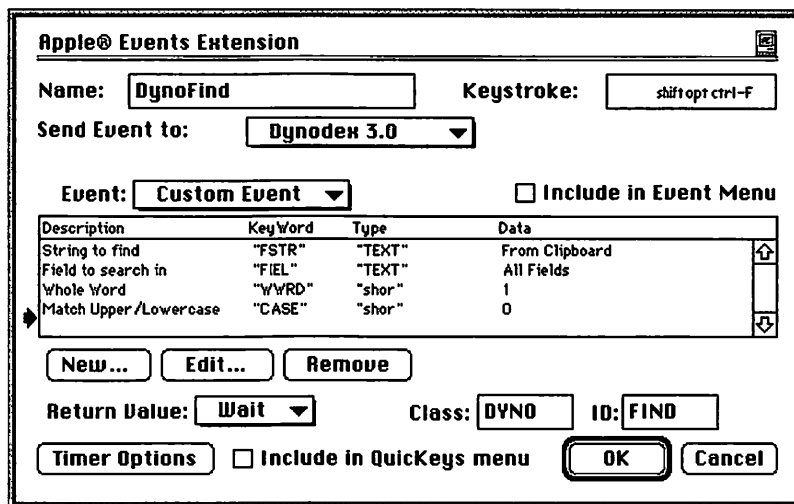 Apple® Events Extension
Name: DynoFind Keystroke: shift opt ctrl-F
Send Event to: Dynodex 3.0
Event: Custom Event Include in Event Menu
Description KeyWord Type Data
String to find "FSTR" "TEXT" From Clipboard
Field to search in "FIEL" "TEXT" All Fields
Whole Word "WWRD" "shor" 1
Match Upper/Lowercase "CASE" "shor" 0
New... Edit... Remove
Return Value: Wait Class: DYNO ID: FIND
Timer Options Include in QuicKeys menu OK Cancel